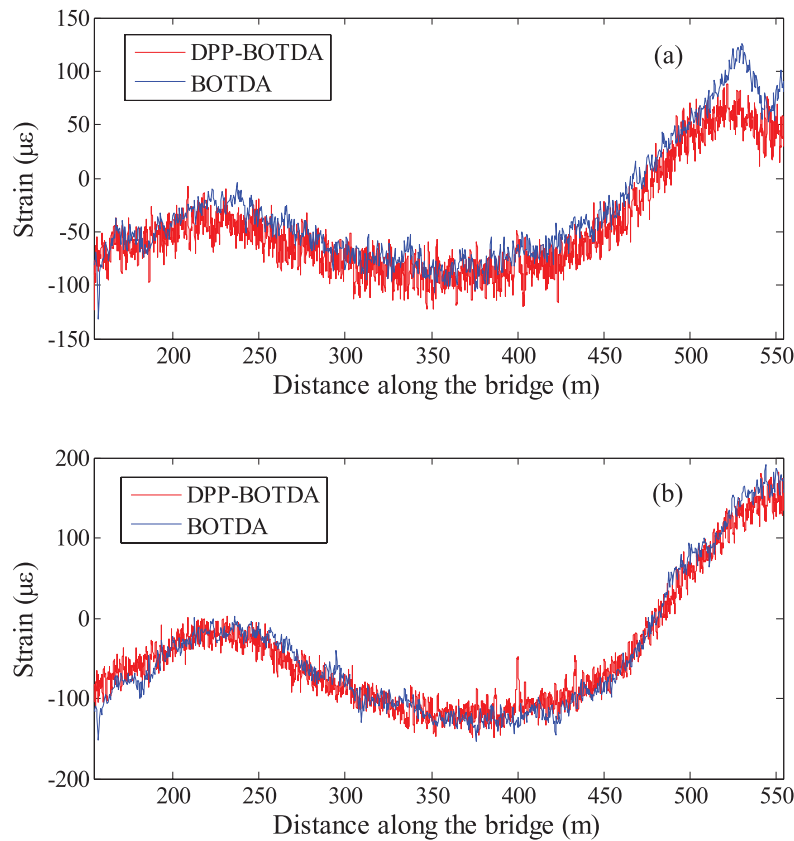 150
100
50
0
-50
-100
-150
Strain (με)
DPP-BOTDA
BOTDA
(a)
200 250 300 350 400 450 500 550
Distance along the bridge (m)
200
100
0
-100
-200
Strain (με)
DPP-BOTDA
BOTDA
(b)
200 250 300 350 400 450 500 550
Distance along the bridge (m)